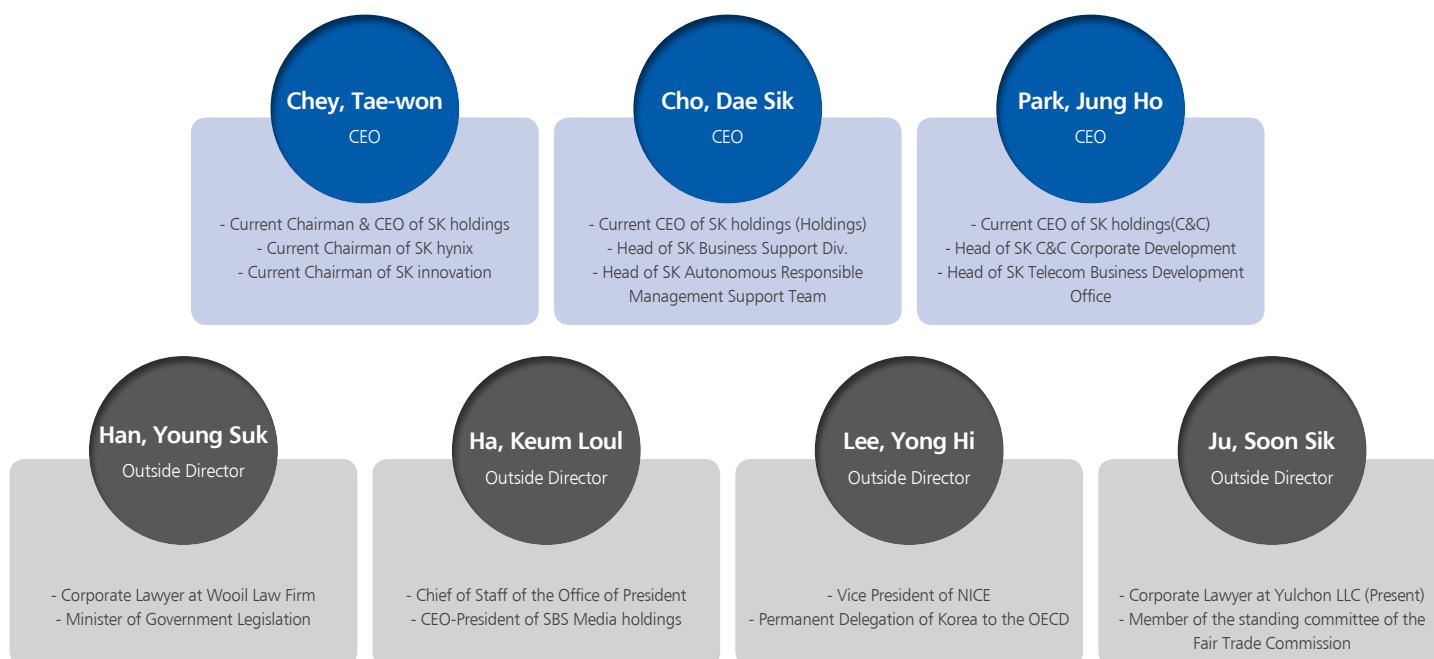 Chey, Tae-won
CEO
- Current Chairman & CEO of SK holdings
- Current Chairman of SK hynix
- Current Chairman of SK innovation
Cho, Dae Sik
CEO
- Current CEO of SK holdings (Holdings)
- Head of SK Business Support Div.
- Head of SK Autonomous Responsible
Management Support Team
Park, Jung Ho
CEO
- Current CEO of SK holdings(C&C)
- Head of SK C&C Corporate Development
- Head of SK Telecom Business Development
Office
Han, Young Suk
Outside Director
- Corporate Lawyer at Wooil Law Firm
- Minister of Government Legislation
Ha, Keum Loul
Outside Director
- Chief of Staff of the Office of President
- CEO-President of SBS Media holdings
Lee, Yong Hi
Outside Director
- Vice President of NICE
- Permanent Delegation of Korea to the OECD
Ju, Soon Sik
Outside Director
- Corporate Lawyer at Yulchon LLC (Present)
- Member of the standing committee of the
Fair Trade Commission